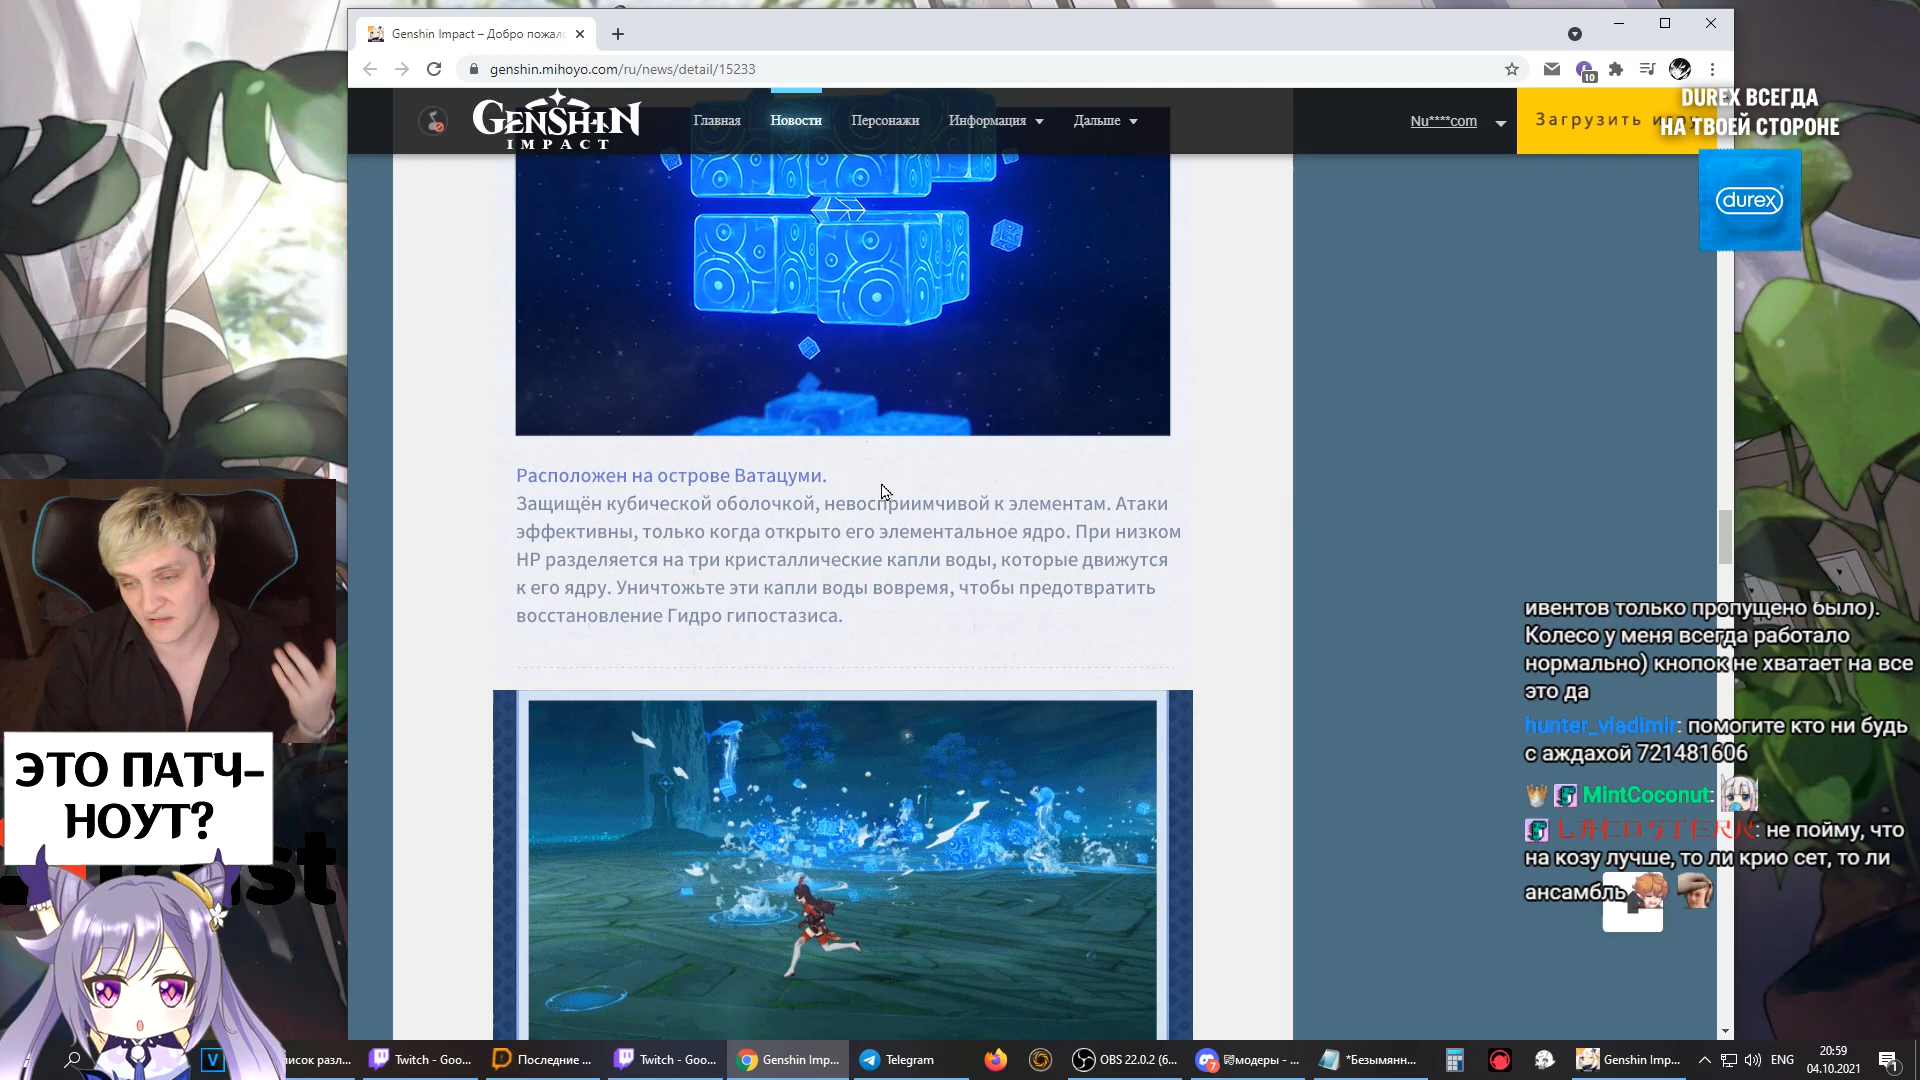 Genshin Impact – Добро пожал
genshin.mihoyo.com/ru/news/detail/15233
10
GENSHIN
IMPACT
Главная
Новости
Персонажи
Информация
Дальше
Nu****com
Загрузить
DUREX ВСЕГДА
НА ТВОЕЙ СТОРОНЕ
durex
Расположен на острове Ватацуми.
Защищён кубической оболочкой, невосприимчивой к элементам. Атаки
эффективны, только когда открыто его элементальное ядро. При низком
HP разделяется на три кристаллические капли воды, которые движутся
к его ядру. Уничтожьте эти капли воды вовремя, чтобы предотвратить
восстановление Гидро гипостазиса.
ЭТО ПАТЧ-
НОУТ?
ивентов только пропущено было).
Колесо у меня всегда работало
нормально) кнопок не хватает на все
это да
hunter_vladimir: помогите кто ни будь
с аждахой 721481606
MintCoconut:
не пойму, что
на козу лучше, то ли крио сет, то ли
ансамбль
исок разл...
Twitch - Goo...
Последние ...
Twitch - Goo...
Genshin Imp...
Telegram
OBS 22.0.2 (6...
7
модеры - ...
*Безымянн...
Genshin Imp...
ENG
20:59
04.10.2021
1